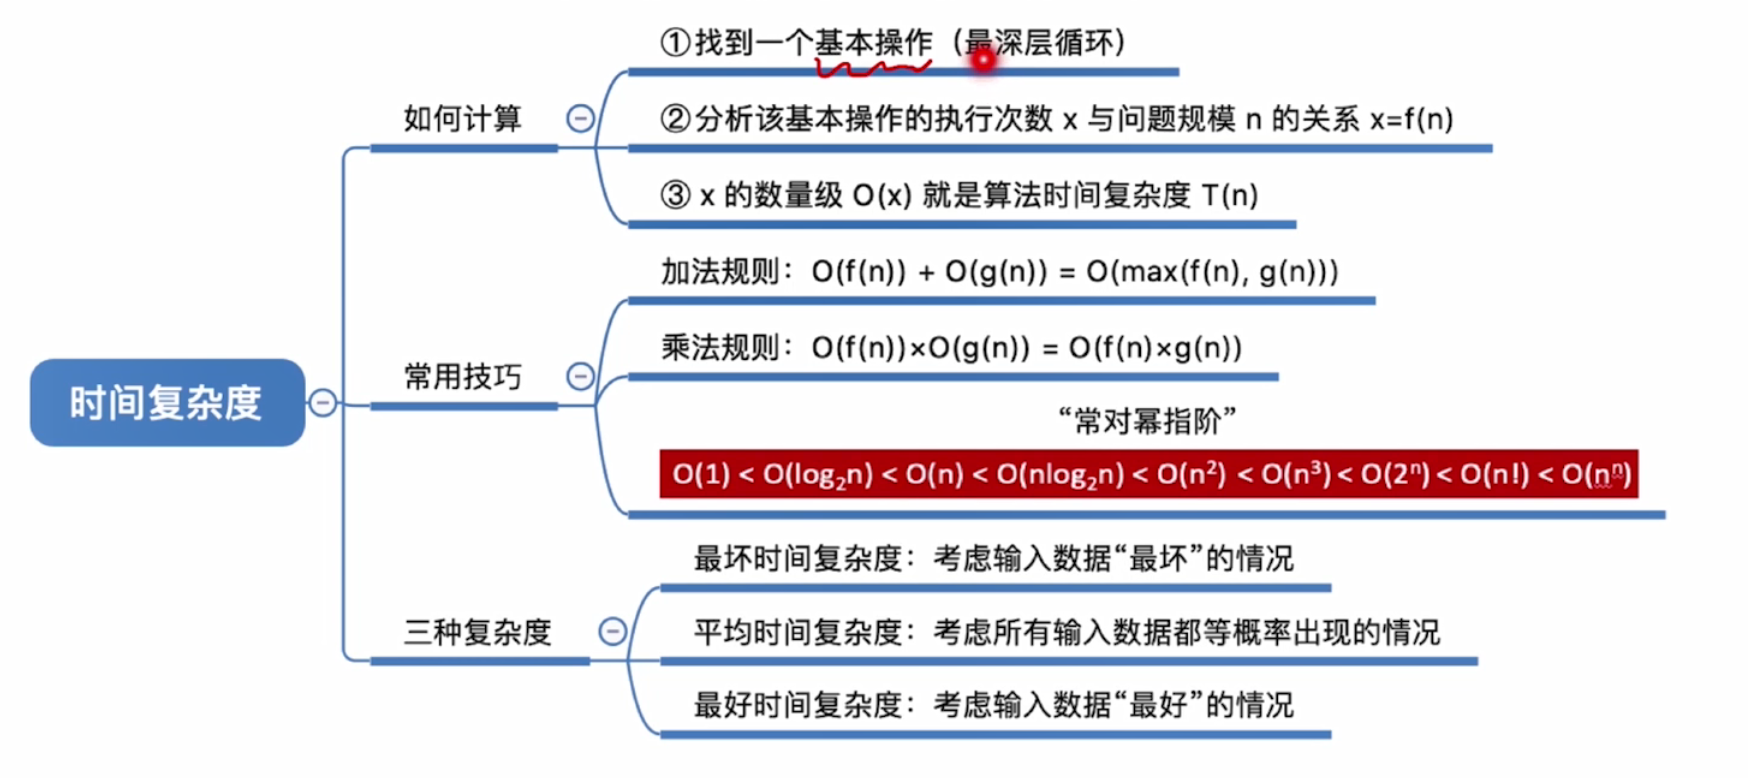 ①找到一个基本操作（最深层循环）
如何计算
②分析该基本操作的执行次数 x 与问题规模 n 的关系 x=f(n)
③ x 的数量级 O(x) 就是算法时间复杂度 T(n)
时间复杂度
加法规则：O(f(n)) + O(g(n)) = O(max(f(n), g(n)))
常用技巧
乘法规则：O(f(n))×O(g(n)) = O(f(n)×g(n))
“常对幂指阶”
O(1) < O(log₂n) < O(n) < O(nlog₂n) < O(n²) < O(n³) < O(2ⁿ) < O(n!) < O(nⁿ)
最坏时间复杂度：考虑输入数据“最坏”的情况
三种复杂度
平均时间复杂度：考虑所有输入数据都等概率出现的情况
最好时间复杂度：考虑输入数据“最好”的情况